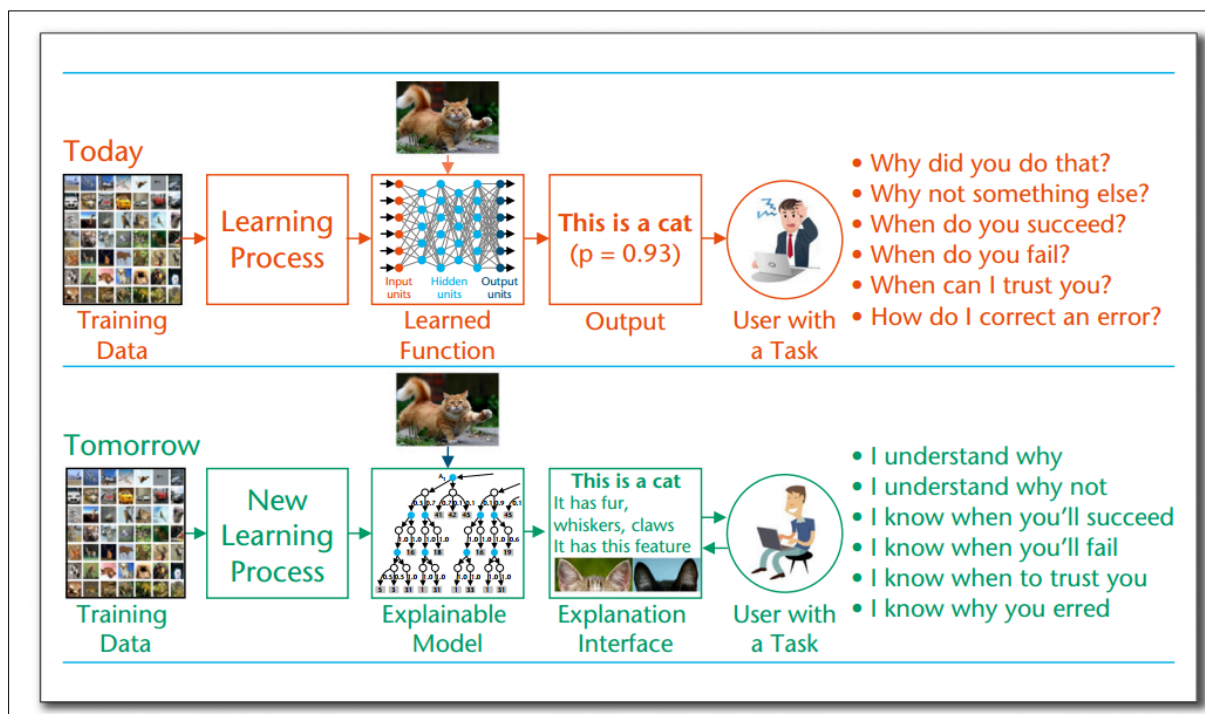 Today
Learning
Process
Input
units
Hidden
units
Output
units
This is a cat
(p = 0.93)
Training
Data
Learned
Function
Output
User with
a Task
• Why did you do that?
• Why not something else?
• When do you succeed?
• When do you fail?
• When can I trust you?
• How do I correct an error?
Tomorrow
New
Learning
Process
This is a cat
It has fur,
whiskers, claws
It has this feature
Training
Data
Explainable
Model
Explanation
Interface
User with
a Task
• I understand why
• I understand why not
• I know when you'll succeed
• I know when you'll fail
• I know when to trust you
• I know why you erred